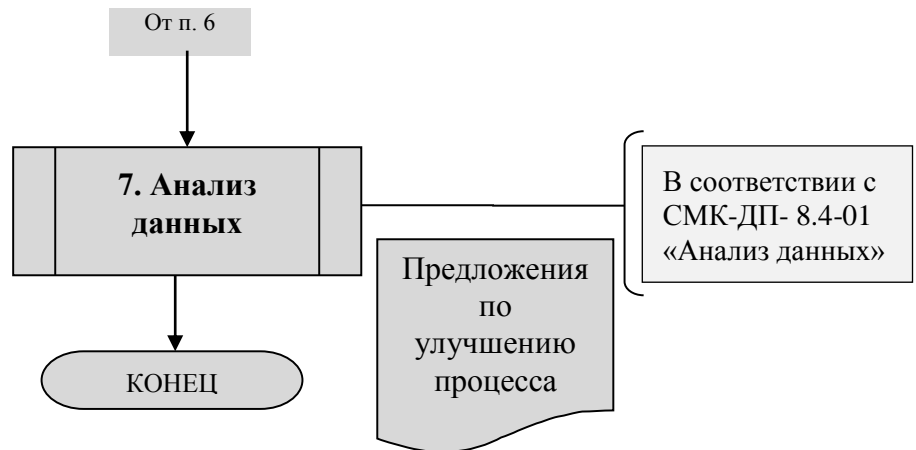 От п. 6
7. Анализ
данных
В соответствии с
СМК-ДП- 8.4-01
«Анализ данных»
Предложения
по
улучшению
процесса
КОНЕЦ